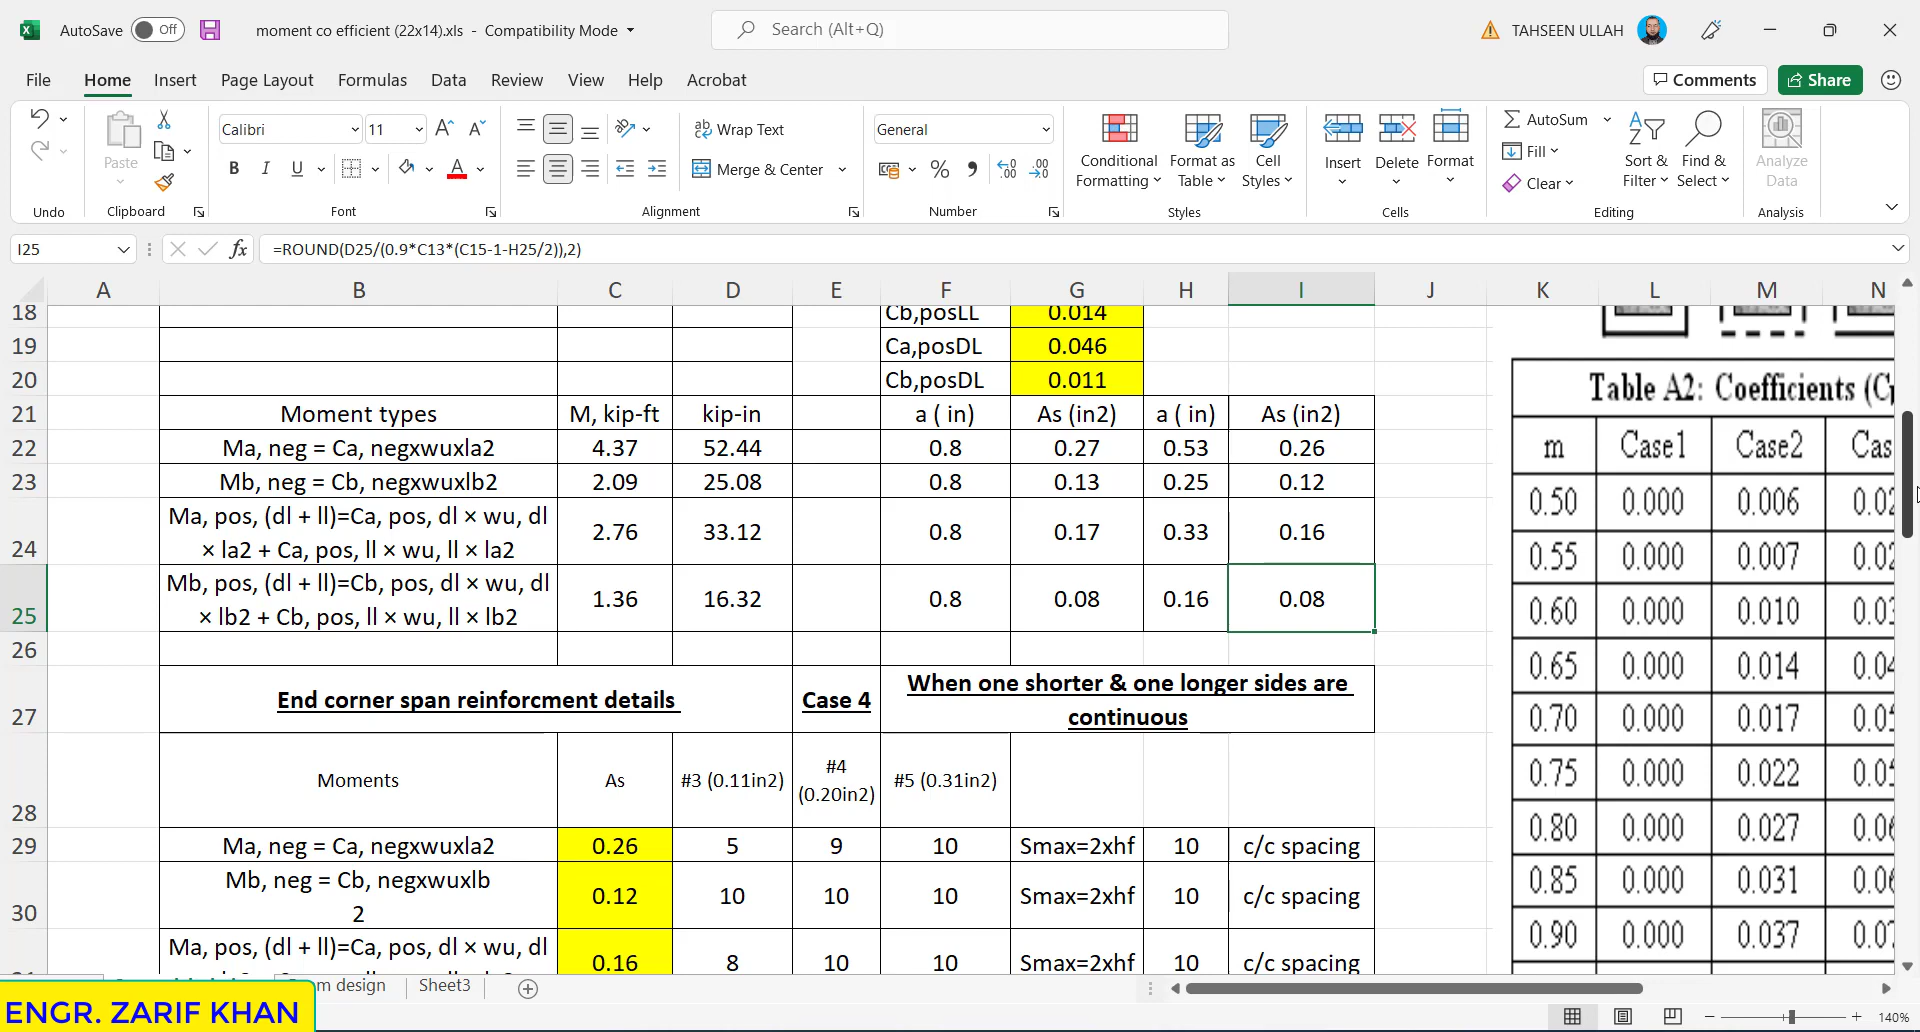 AutoSave Off moment co efficient (22x14).xls - Compatibility Mode Search (Alt+Q) TAHSEEN ULLAH
File Home Insert Page Layout Formulas Data Review View Help Acrobat Comments Share
Calibri 11 Wrap Text General AutoSum
Paste B I U Merge & Center % Conditional Formatting Format as Table Cell Styles Insert Delete Format Fill Clear Sort & Filter Find & Select Analyze Data
Undo Clipboard Font Alignment Number Styles Cells Editing Analysis
I25 fx =ROUND(D25/(0.9*C13*(C15-1-H25/2)),2)
A B C D E F G H I J K L M N
18 Cb,posLL 0.014
19 Ca,posDL 0.046
20 Cb,posDL 0.011
21 Moment types M, kip-ft kip-in a ( in) As (in2) a ( in) As (in2)
22 Ma, neg = Ca, negxwuxla2 4.37 52.44 0.8 0.27 0.53 0.26
23 Mb, neg = Cb, negxwuxlb2 2.09 25.08 0.8 0.13 0.25 0.12
Ma, pos, (dl + ll)=Ca, pos, dl × wu, dl
24 × la2 + Ca, pos, ll × wu, ll × la2 2.76 33.12 0.8 0.17 0.33 0.16
Mb, pos, (dl + ll)=Cb, pos, dl × wu, dl
25 × lb2 + Cb, pos, ll × wu, ll × lb2 1.36 16.32 0.8 0.08 0.16 0.08
26
27 End corner span reinforcment details Case 4 When one shorter & one longer sides are
continuous
28 Moments As #3 (0.11in2) #4 (0.20in2) #5 (0.31in2)
29 Ma, neg = Ca, negxwuxla2 0.26 5 9 10 Smax=2xhf 10 c/c spacing
Mb, neg = Cb, negxwuxlb
30 2 0.12 10 10 10 Smax=2xhf 10 c/c spacing
Ma, pos, (dl + ll)=Ca, pos, dl × wu, dl
0.16 8 10 10 Smax=2xhf 10 c/c spacing
Table A2: Coefficients
m Case1 Case2
0.50 0.000 0.006
0.55 0.000 0.007
0.60 0.000 0.010
0.65 0.000 0.014
0.70 0.000 0.017
0.75 0.000 0.022
0.80 0.000 0.027
0.85 0.000 0.031
0.90 0.000 0.037
design Sheet3
ENGR. ZARIF KHAN
140%